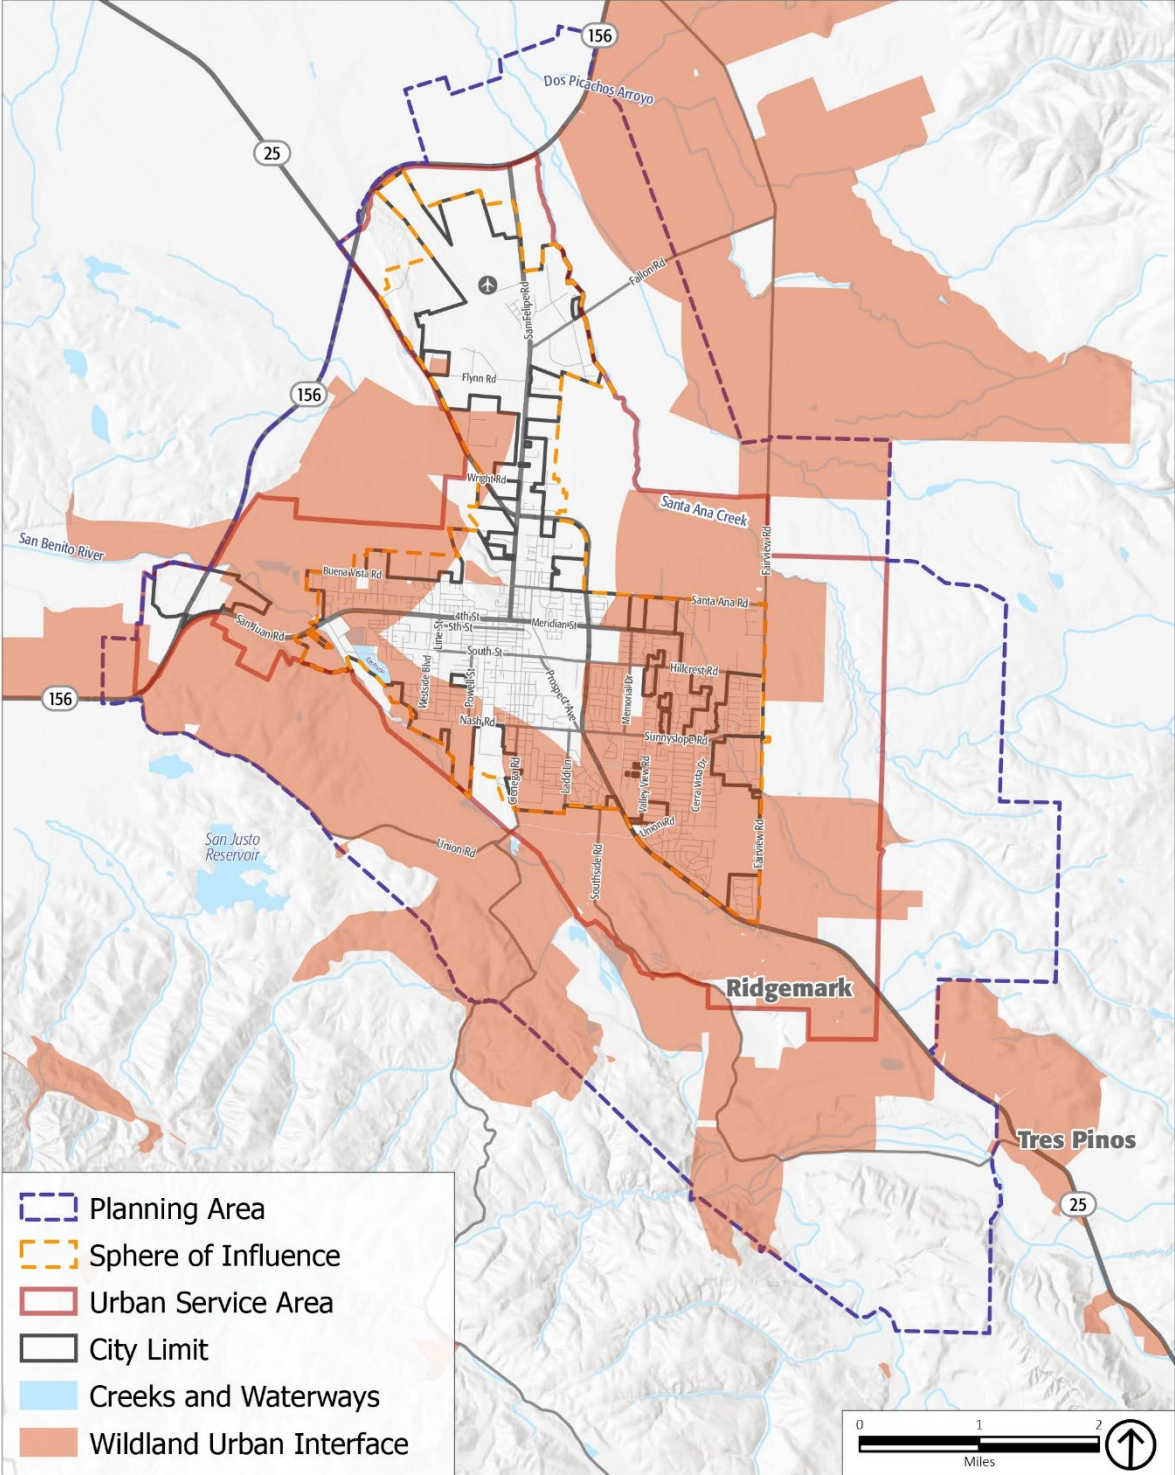 156
Dos Picachos Arroyo
25
San Felipe Rd
Fallon Rd
Flynn Rd
156
Wright Rd
Santa Ana Creek
San Benito River
Fairview Rd
Buena Vista Rd
Santa Ana Rd
4th St
5th St
Meridian St
San Juan Rd
Line St
South St
Hillcrest Rd
Westside Blvd
Powell St
Prospect Ave
Memorial Dr
156
Nash Rd
Sunnyslope Rd
Cienega Rd
Ladd Ln
Valley View Rd
Cerra Vista Dr
Union Rd
San Justo
Reservoir
Union Rd
Southside Rd
Fairview Rd
Ridgemark
Tres Pinos
25
Planning Area
Sphere of Influence
Urban Service Area
City Limit
Creeks and Waterways
Wildland Urban Interface
0 1 2
Miles